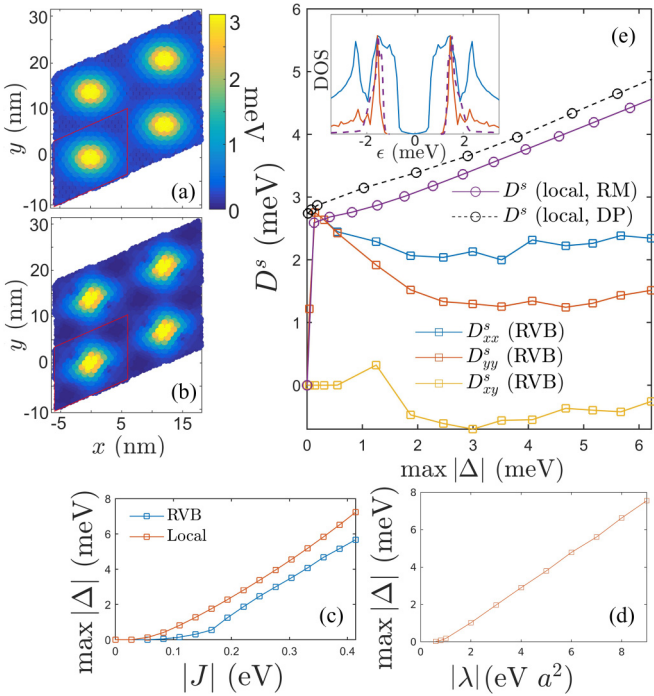 y (nm)
30
20
10
0
-10
(a)
3
2
1
0
meV
y (nm)
30
20
10
0
-10
(b)
-5 5 15
x (nm)
(e)
D^s (meV)
6
5
4
3
2
1
0
DOS
-2 0 2
ϵ (meV)
D^s (local, RM)
D^s (local, DP)
D^s_xx (RVB)
D^s_yy (RVB)
D^s_xy (RVB)
0 1 2 3 4 5 6
max |Δ| (meV)
max |Δ| (meV)
8
6
4
2
0
RVB
Local
(c)
0 0.1 0.2 0.3 0.4
|J| (eV)
max |Δ| (meV)
8
6
4
2
0
(d)
0 2 4 6 8
|λ|(eV a²)